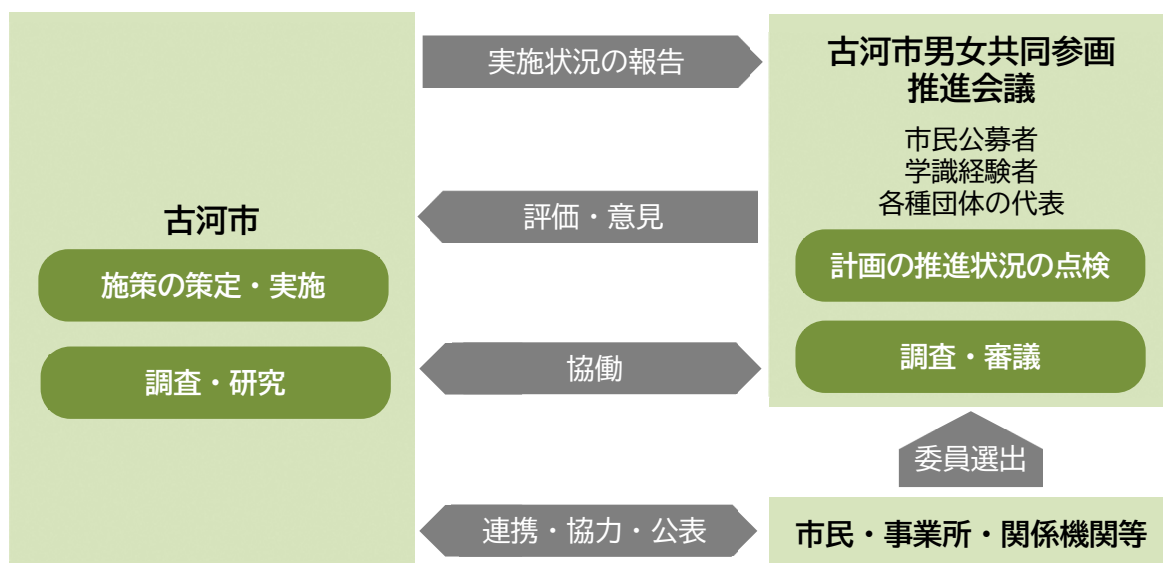 古河市
施策の策定・実施
調査・研究
実施状況の報告
評価・意見
協働
連携・協力・公表
古河市男女共同参画
推進会議
市民公募者
学識経験者
各種団体の代表
計画の推進状況の点検
調査・審議
委員選出
市民・事業所・関係機関等